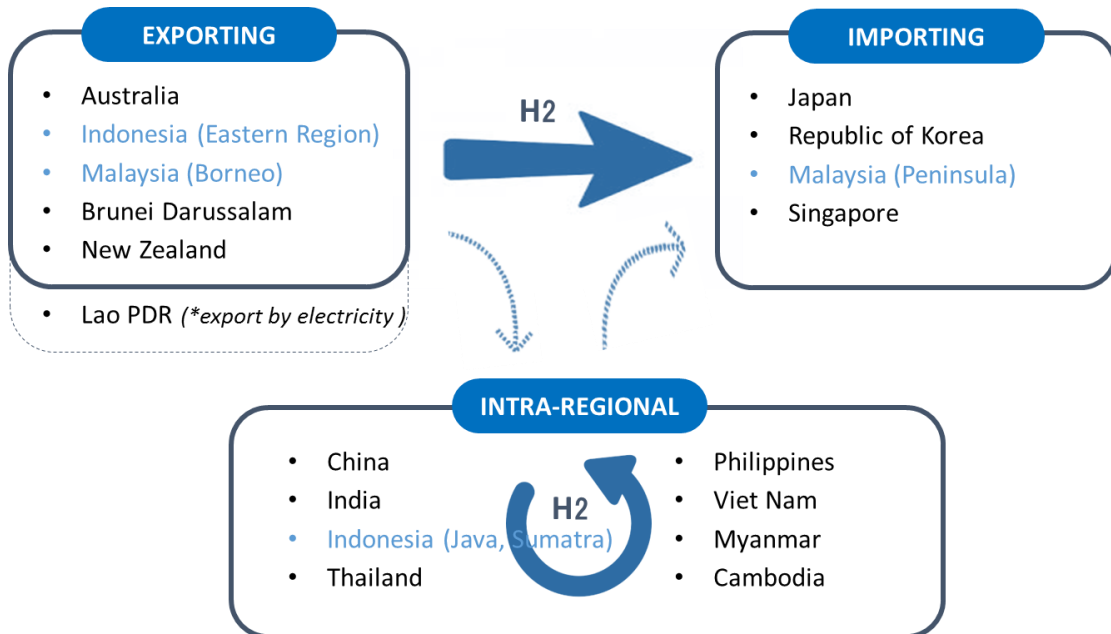 EXPORTING
• Australia
• Indonesia (Eastern Region)
• Malaysia (Borneo)
• Brunei Darussalam
• New Zealand
• Lao PDR (*export by electricity )
H2
IMPORTING
• Japan
• Republic of Korea
• Malaysia (Peninsula)
• Singapore
INTRA-REGIONAL
• China
• India
• Indonesia (Java, Sumatra)
• Thailand
H2
• Philippines
• Viet Nam
• Myanmar
• Cambodia